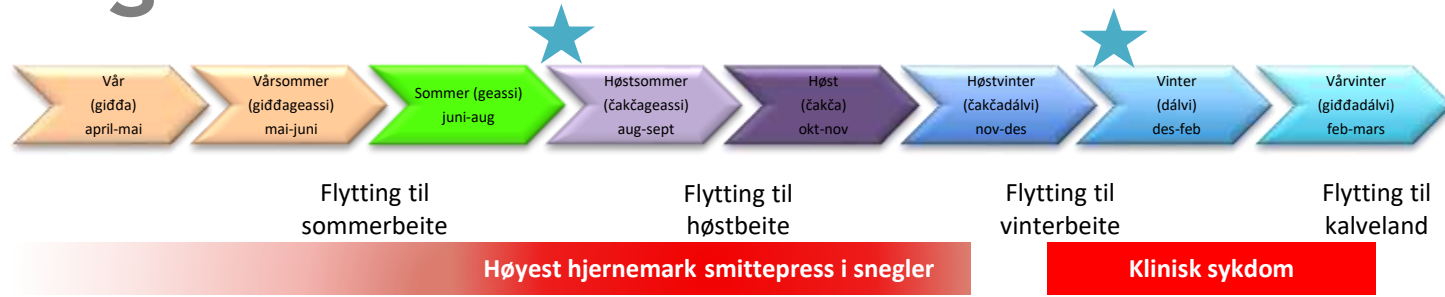 Vår
(giđđa)
april-mai
Vårsommer
(giđđageassi)
mai-juni
Sommer (geassi)
juni-aug
Høstsommer
(čakčageassi)
aug-sept
Høst
(čakča)
okt-nov
Høstvinter
(čakčadálvi)
nov-des
Vinter
(dálvi)
des-feb
Vårvinter
(giđđadálvi)
feb-mars
Flytting til
sommerbeite
Flytting til
høstbeite
Flytting til
vinterbeite
Flytting til
kalveland
Høyest hjernemark smittepress i snegler
Klinisk sykdom